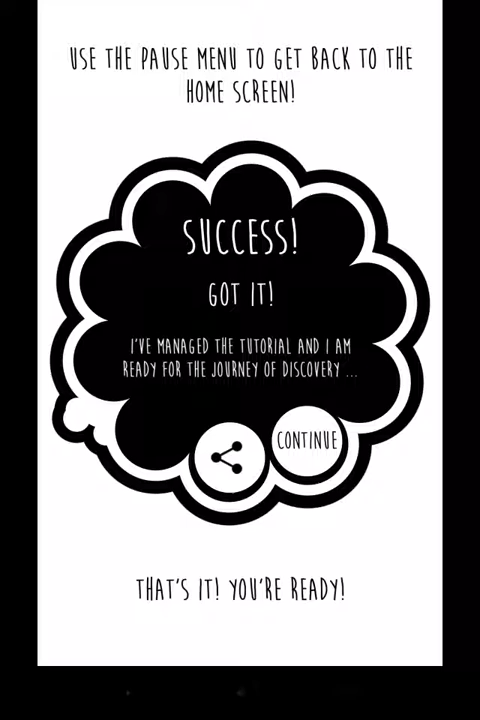 USE THE PAUSE MENU TO GET BACK TO THE
HOME SCREEN!
SUCCESS!
GOT IT!
I'VE MANAGED THE TUTORIAL AND I AM
READY FOR THE JOURNEY OF DISCOVERY ...
CONTINUE
THAT'S IT! YOU'RE READY!